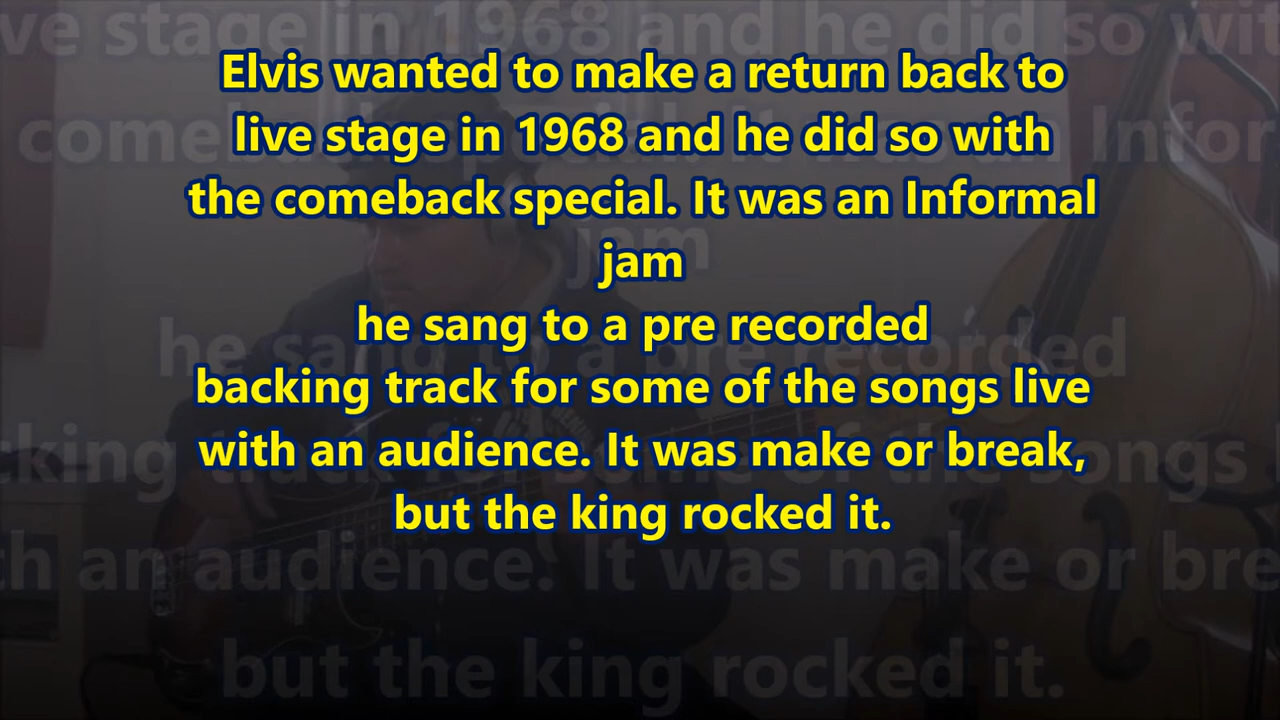 Elvis wanted to make a return back to
live stage in 1968 and he did so with
the comeback special. It was an Informal
jam
he sang to a pre recorded
backing track for some of the songs live
with an audience. It was make or break,
but the king rocked it.